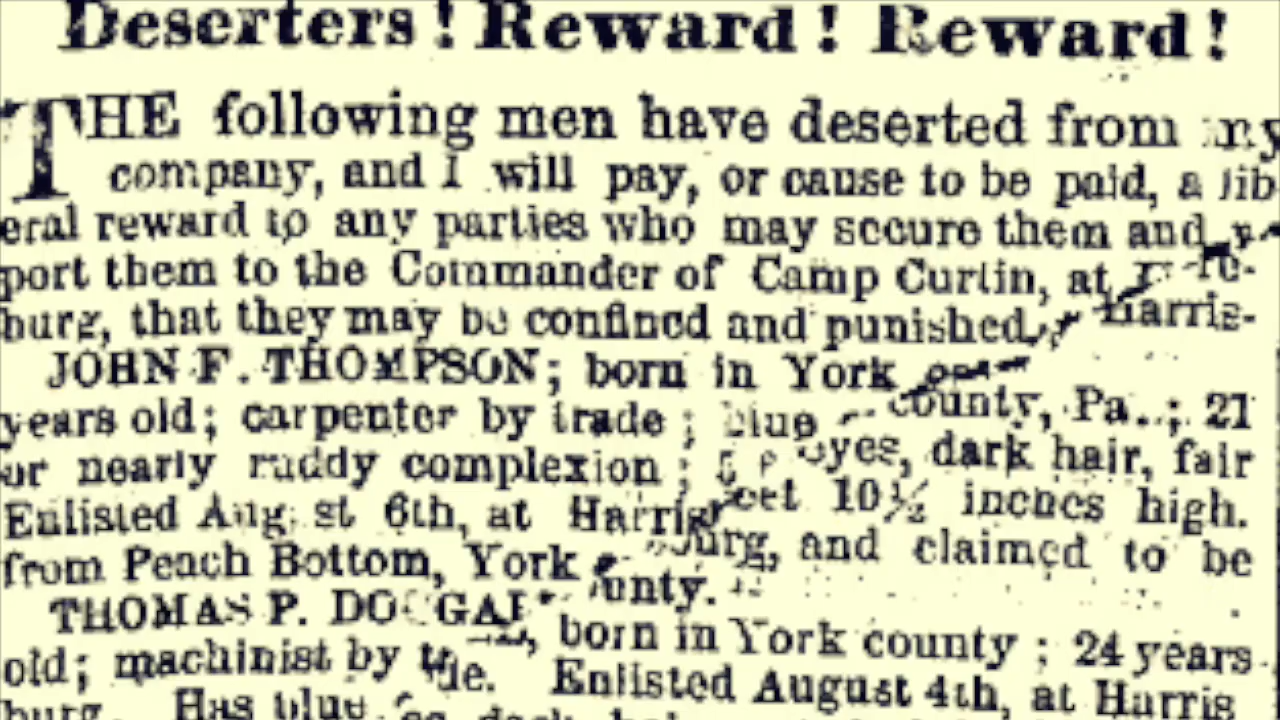 Deserters! Reward! Reward!
THE following men have deserted from my
company, and I will pay, or cause to be paid, a lib
eral reward to any parties who may secure them and re-
port them to the Commander of Camp Curtin, at Harris-
burg, that they may be confined and punished.
JOHN F. THOMPSON; born in York county, Pa.; 21
years old; carpenter by trade; blue eyes, dark hair, fair
or nearly ruddy complexion; 5 feet 10½ inches high.
Enlisted August 6th, at Harrisburg, and claimed to be
from Peach Bottom, York county.
THOMAS P. DOUGAL, born in York county; 24 years
old; machinist by trade. Enlisted August 4th, at Harris
burg. Has blue